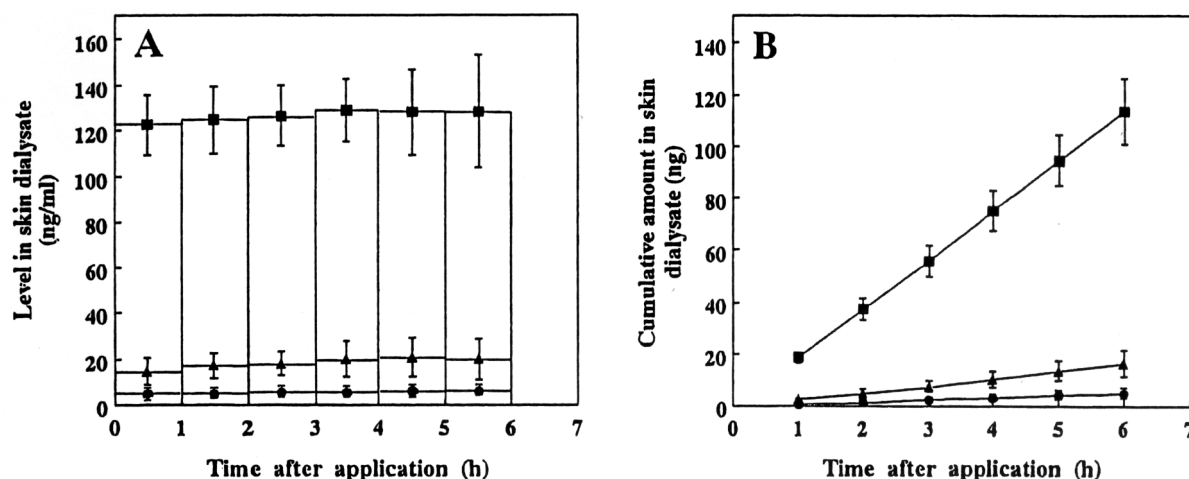 A
160
140
120
100
80
60
40
20
0
Level in skin dialysate
(ng/ml)
0 1 2 3 4 5 6 7
Time after application (h)
B
140
120
100
80
60
40
20
0
Cumulative amount in skin
dialysate (ng)
0 1 2 3 4 5 6 7
Time after application (h)